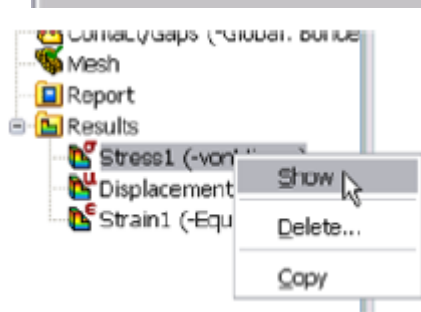 Contact/Gaps (-Global: Bonde
Mesh
Report
Results
Stress1 (-von
Show
Displacement
Delete...
Strain1 (-Equ
Copy